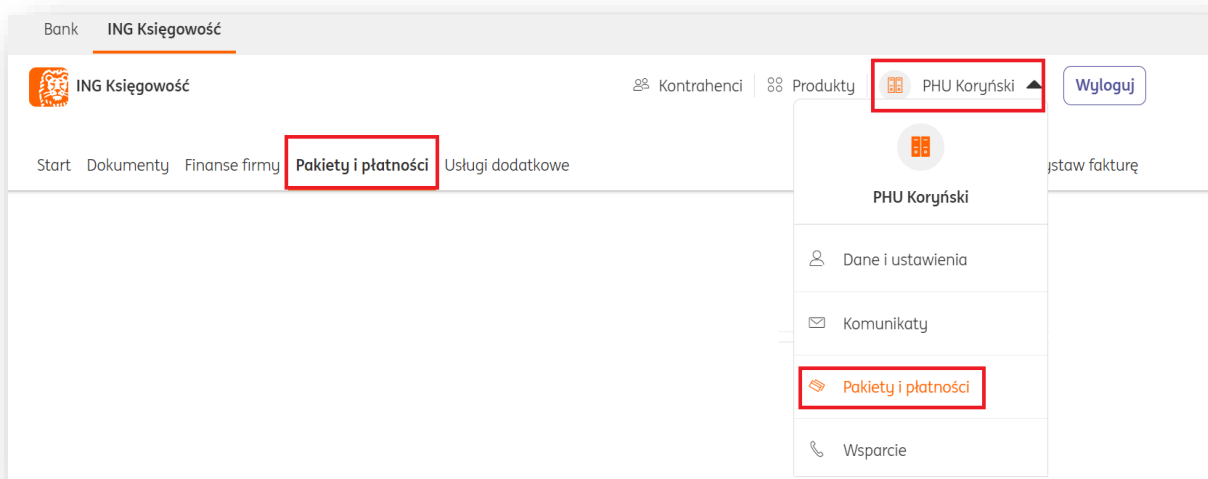 Bank ING Księgowość
ING Księgowość Kontrahenci Produkty PHU Koryński Wyloguj
Start Dokumenty Finanse firmy Pakiety i płatności Usługi dodatkowe fakturę
PHU Koryński
Dane i ustawienia
Komunikaty
Pakiety i płatności
Wsparcie